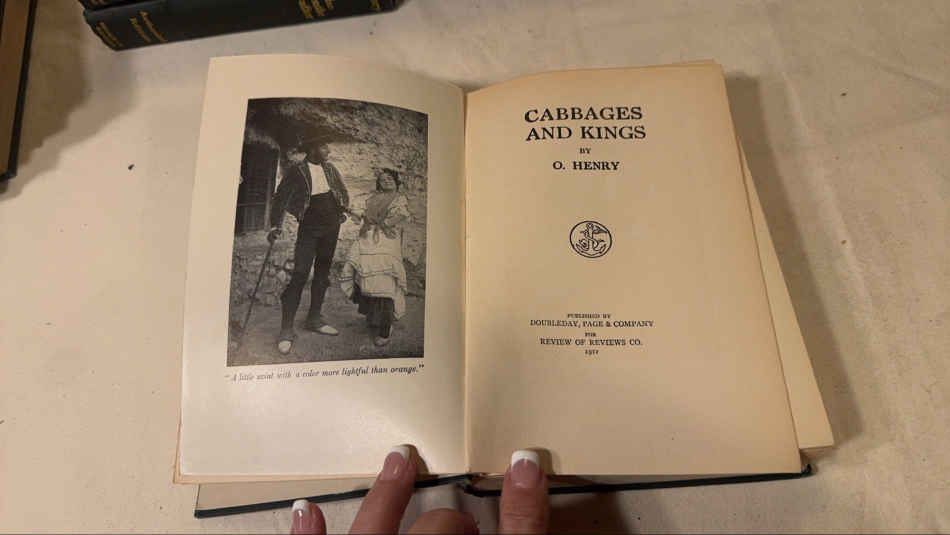 "A little saint with a color more lightful than orange."
CABBAGES
AND KINGS
BY
O. HENRY
PUBLISHED BY
DOUBLEDAY, PAGE & COMPANY
FOR
REVIEW OF REVIEWS CO.